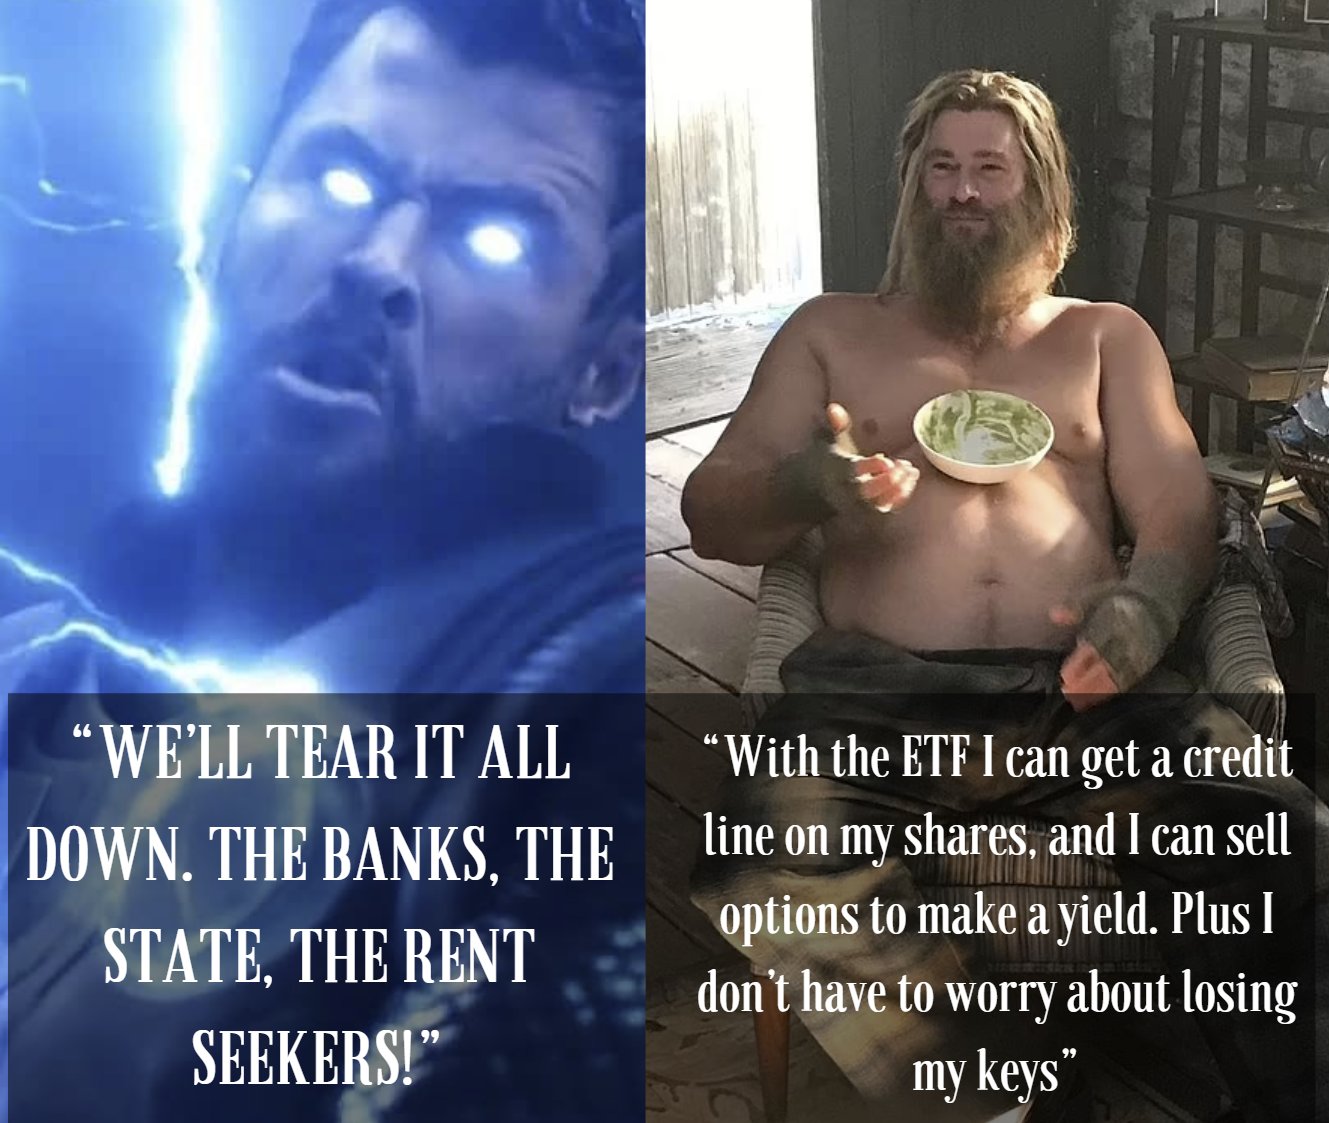 “WE’LL TEAR IT ALL
DOWN. THE BANKS, THE
STATE, THE RENT
SEEKERS!”
“With the ETF I can get a credit
line on my shares, and I can sell
options to make a yield. Plus I
don’t have to worry about losing
my keys”